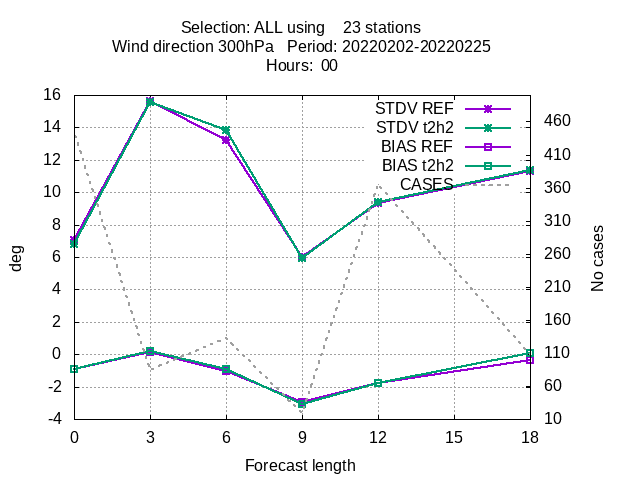 Selection: ALL using 23 stations
Wind direction 300hPa Period: 20220202-20220225
Hours: 00
16
14
12
10
8
6
4
2
0
-2
-4
deg
STDV REF
STDV t2h2
BIAS REF
BIAS t2h2
CASES
460
410
360
310
260
210
160
110
60
10
No cases
0 3 6 9 12 15 18
Forecast length